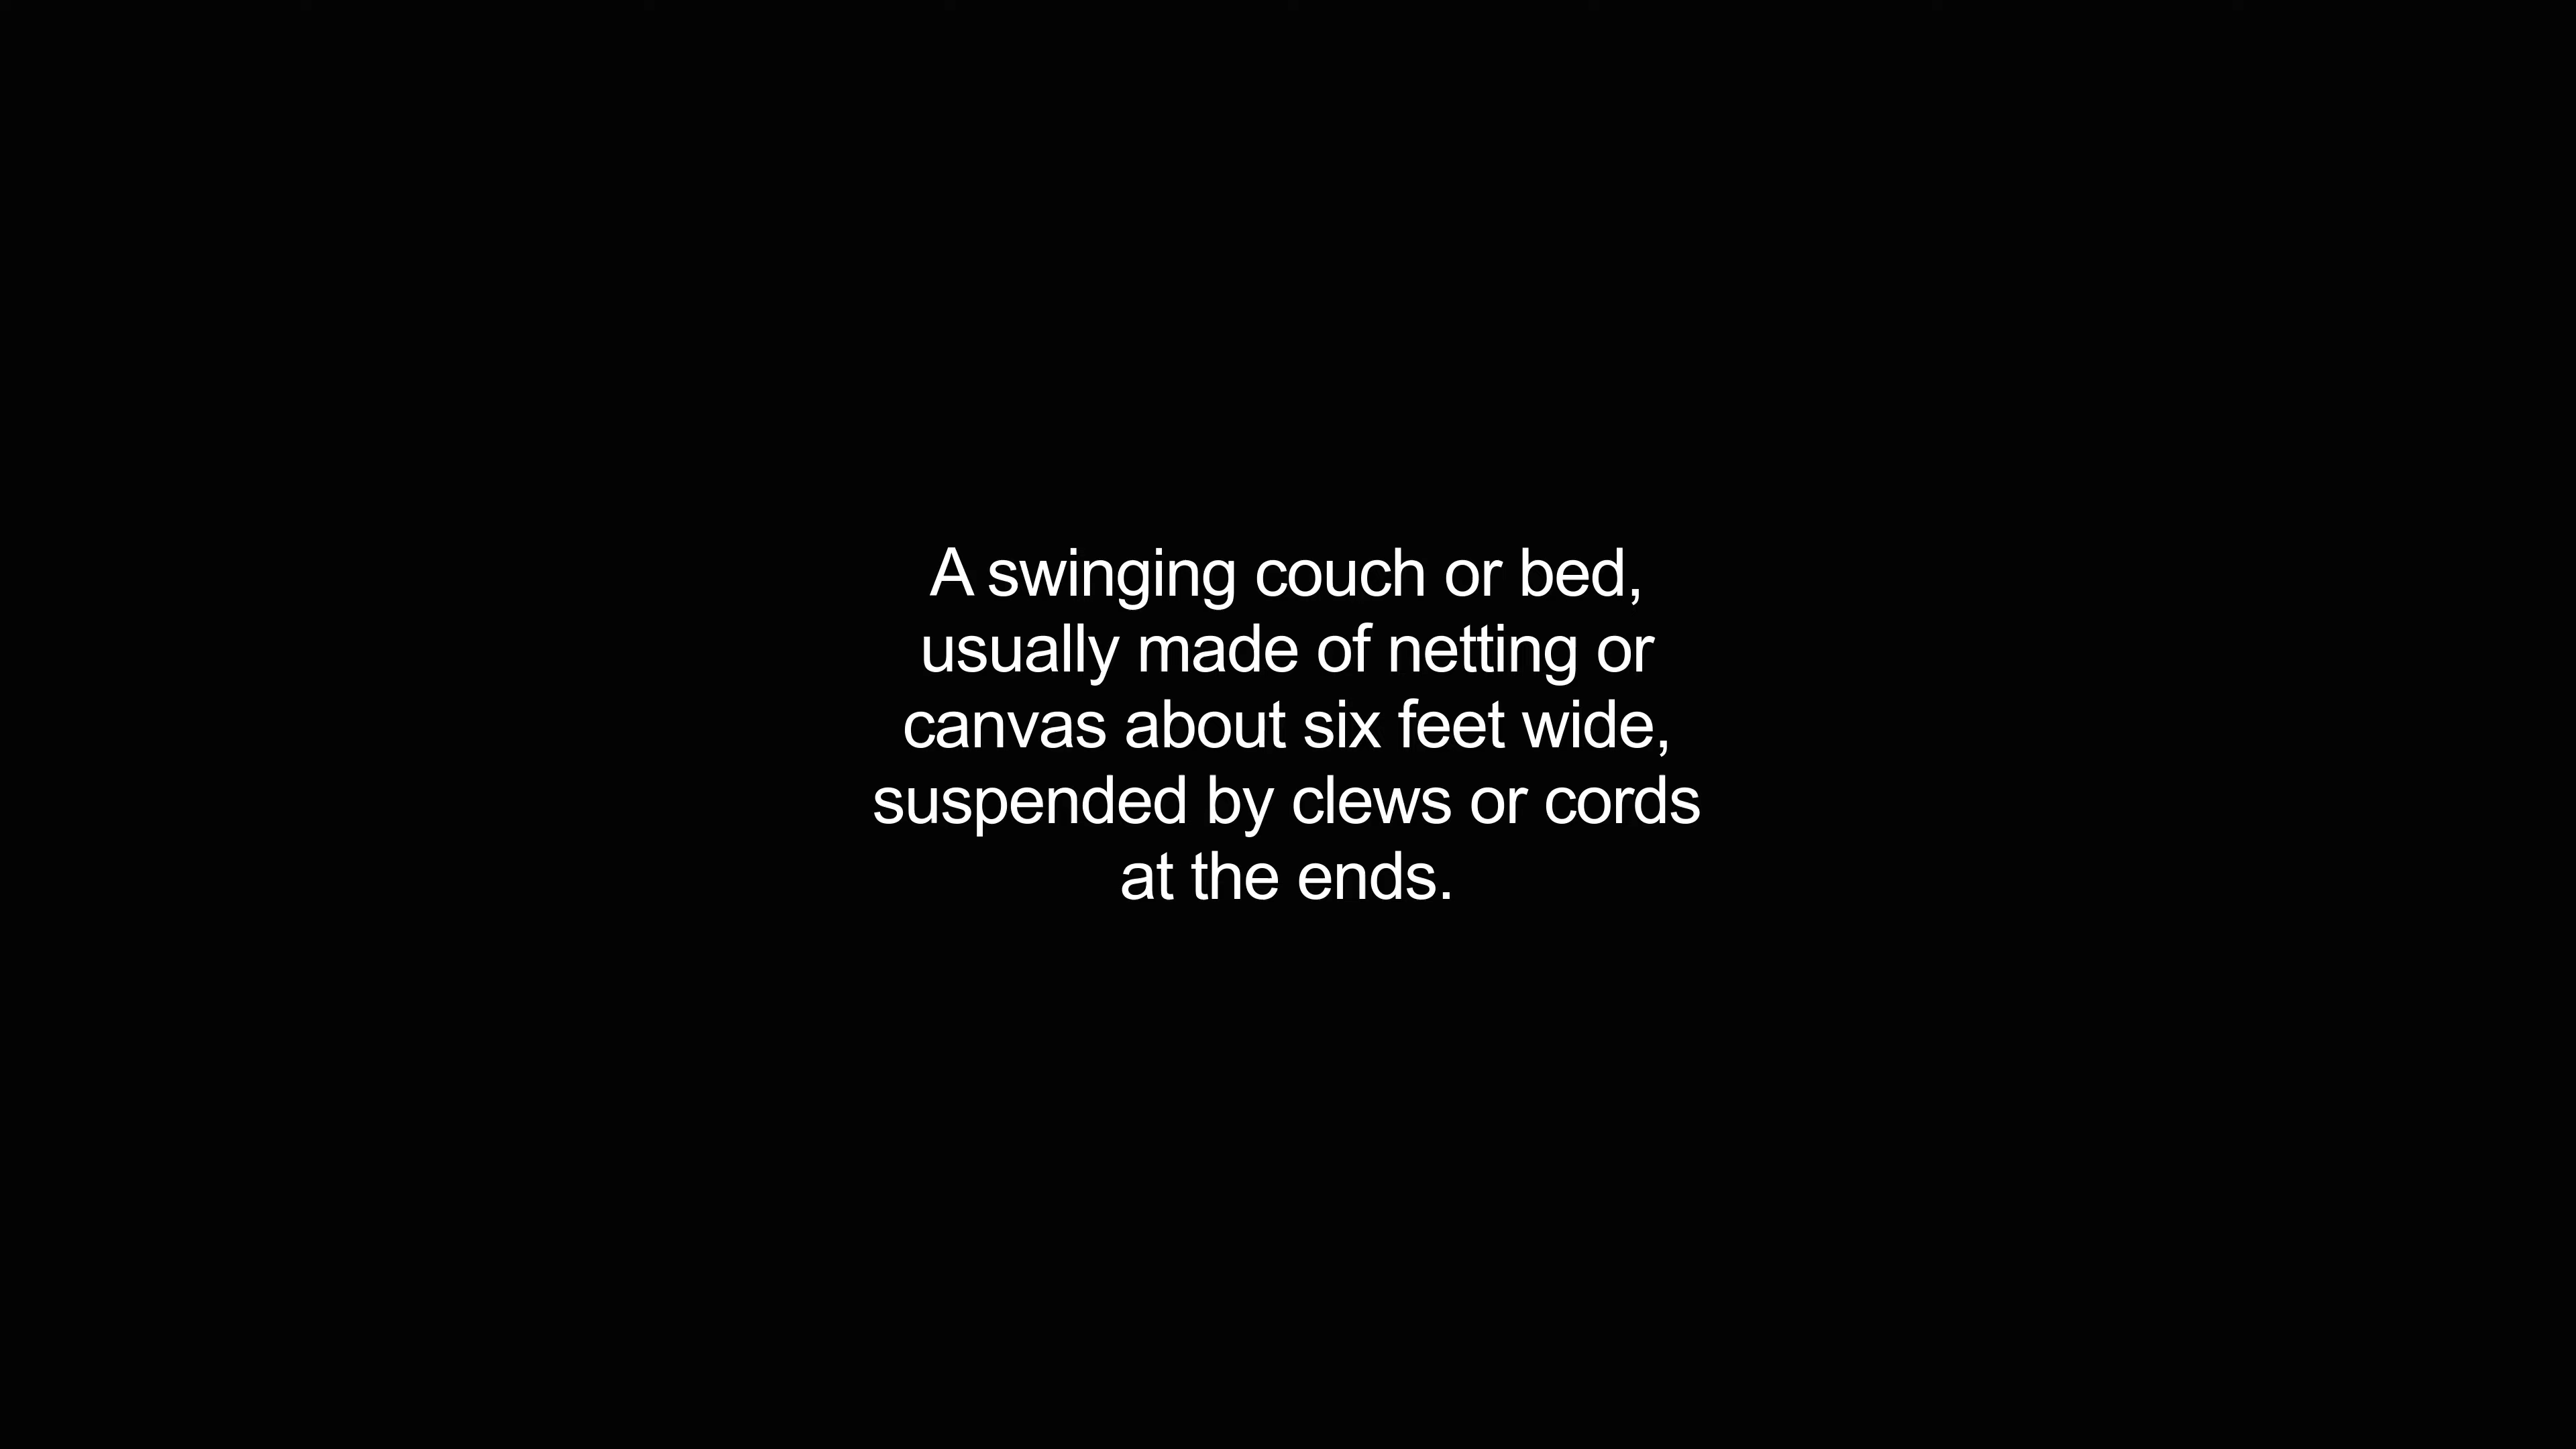 A swinging couch or bed,
usually made of netting or
canvas about six feet wide,
suspended by clews or cords
at the ends.